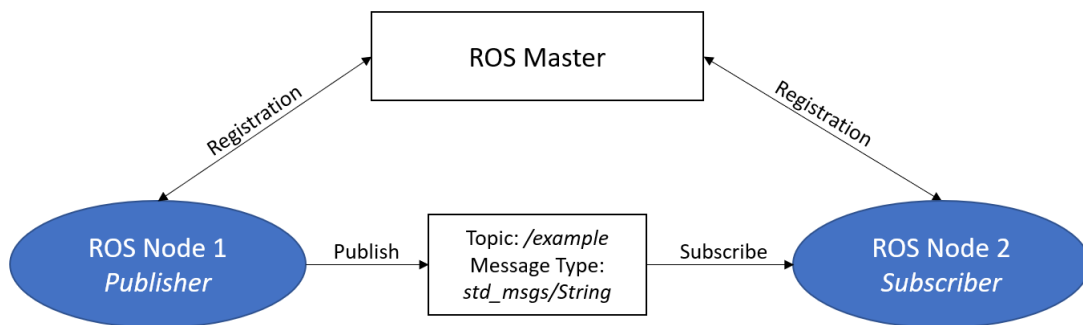 ROS Master
Registration
Registration
ROS Node 1
Publisher
Publish
Topic: /example
Message Type:
std_msgs/String
Subscribe
ROS Node 2
Subscriber